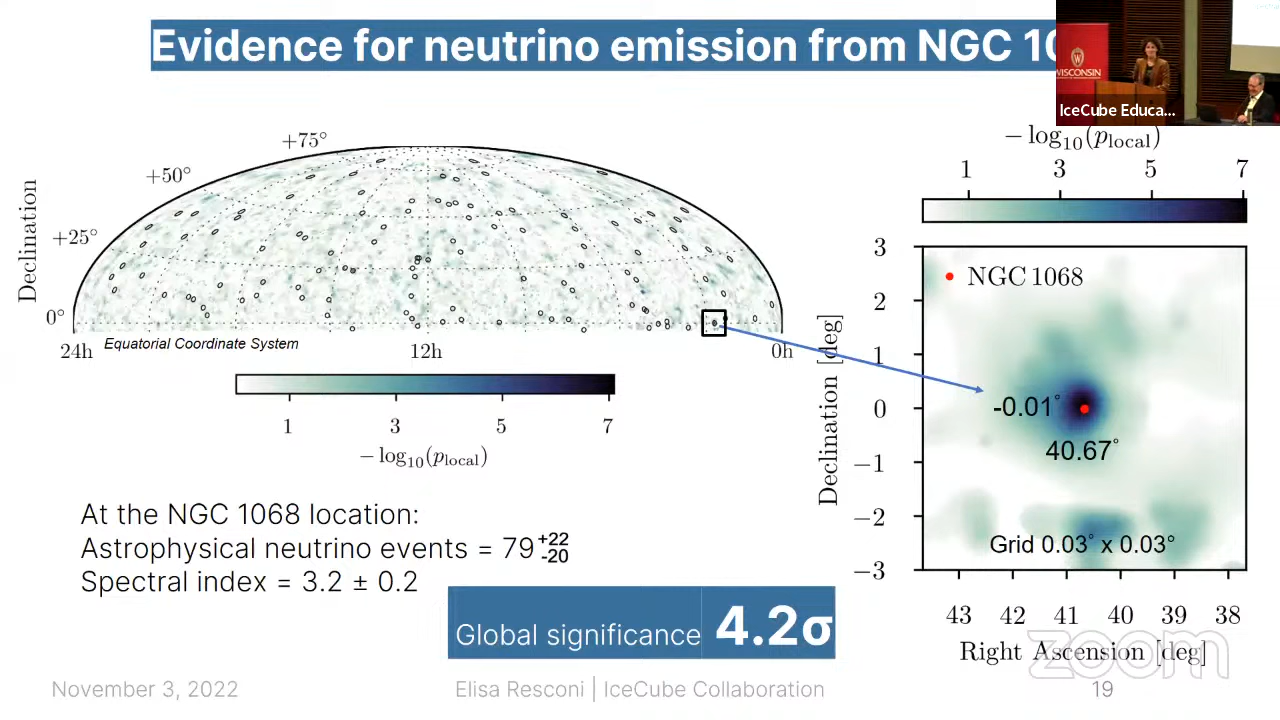 Evidence for neutrino emission from NGC 10
WISCONSIN
IceCube Educa...
Declination
+75°
+50°
+25°
0°
24h
12h
0h
Equatorial Coordinate System
1
3
5
7
− log10(plocal)
− log10(plocal)
1
3
5
7
NGC 1068
Declination [deg]
3
2
1
0
−1
−2
−3
-0.01°
40.67°
Grid 0.03° x 0.03°
43
42
41
40
39
38
Right Ascension [deg]
At the NGC 1068 location:
Astrophysical neutrino events = 79 +22 -20
Spectral index = 3.2 ± 0.2
Global significance 4.2σ
zoom
November 3, 2022
Elisa Resconi | IceCube Collaboration
19